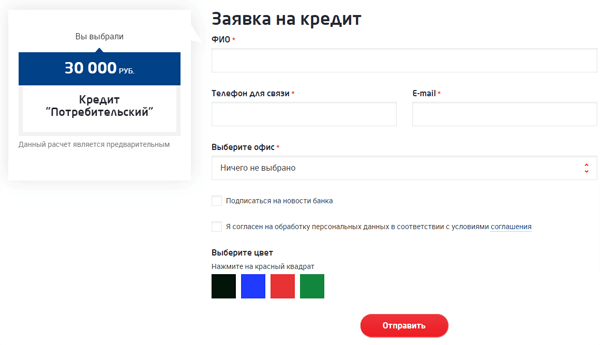 Вы выбрали
30 000 РУБ.
Кредит
"Потребительский"
Данный расчет является предварительным
Заявка на кредит
ФИО *
Телефон для связи *
E-mail *
Выберите офис *
Ничего не выбрано
Подписаться на новости банка
Я согласен на обработку персональных данных в соответствии с условиями соглашения
Выберите цвет
Нажмите на красный квадрат
Отправить